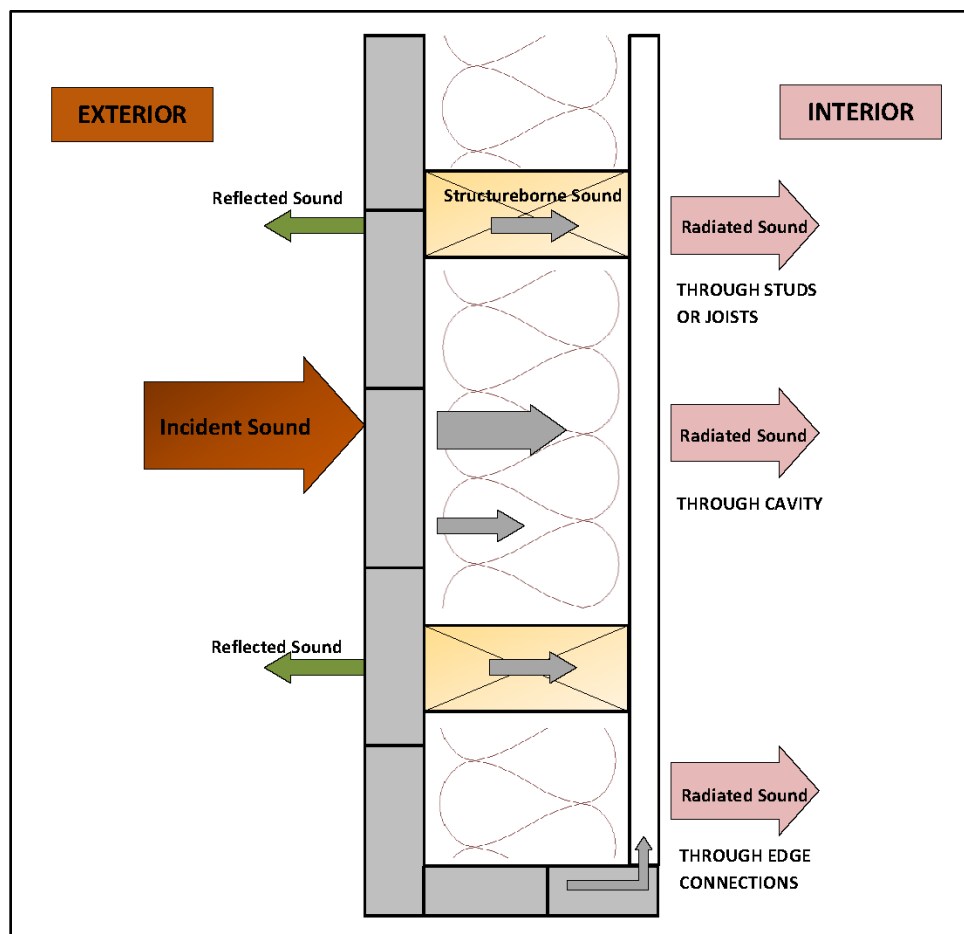 EXTERIOR
INTERIOR
Reflected Sound
Structureborne Sound
Radiated Sound
THROUGH STUDS
OR JOISTS
Incident Sound
Radiated Sound
THROUGH CAVITY
Reflected Sound
Radiated Sound
THROUGH EDGE
CONNECTIONS